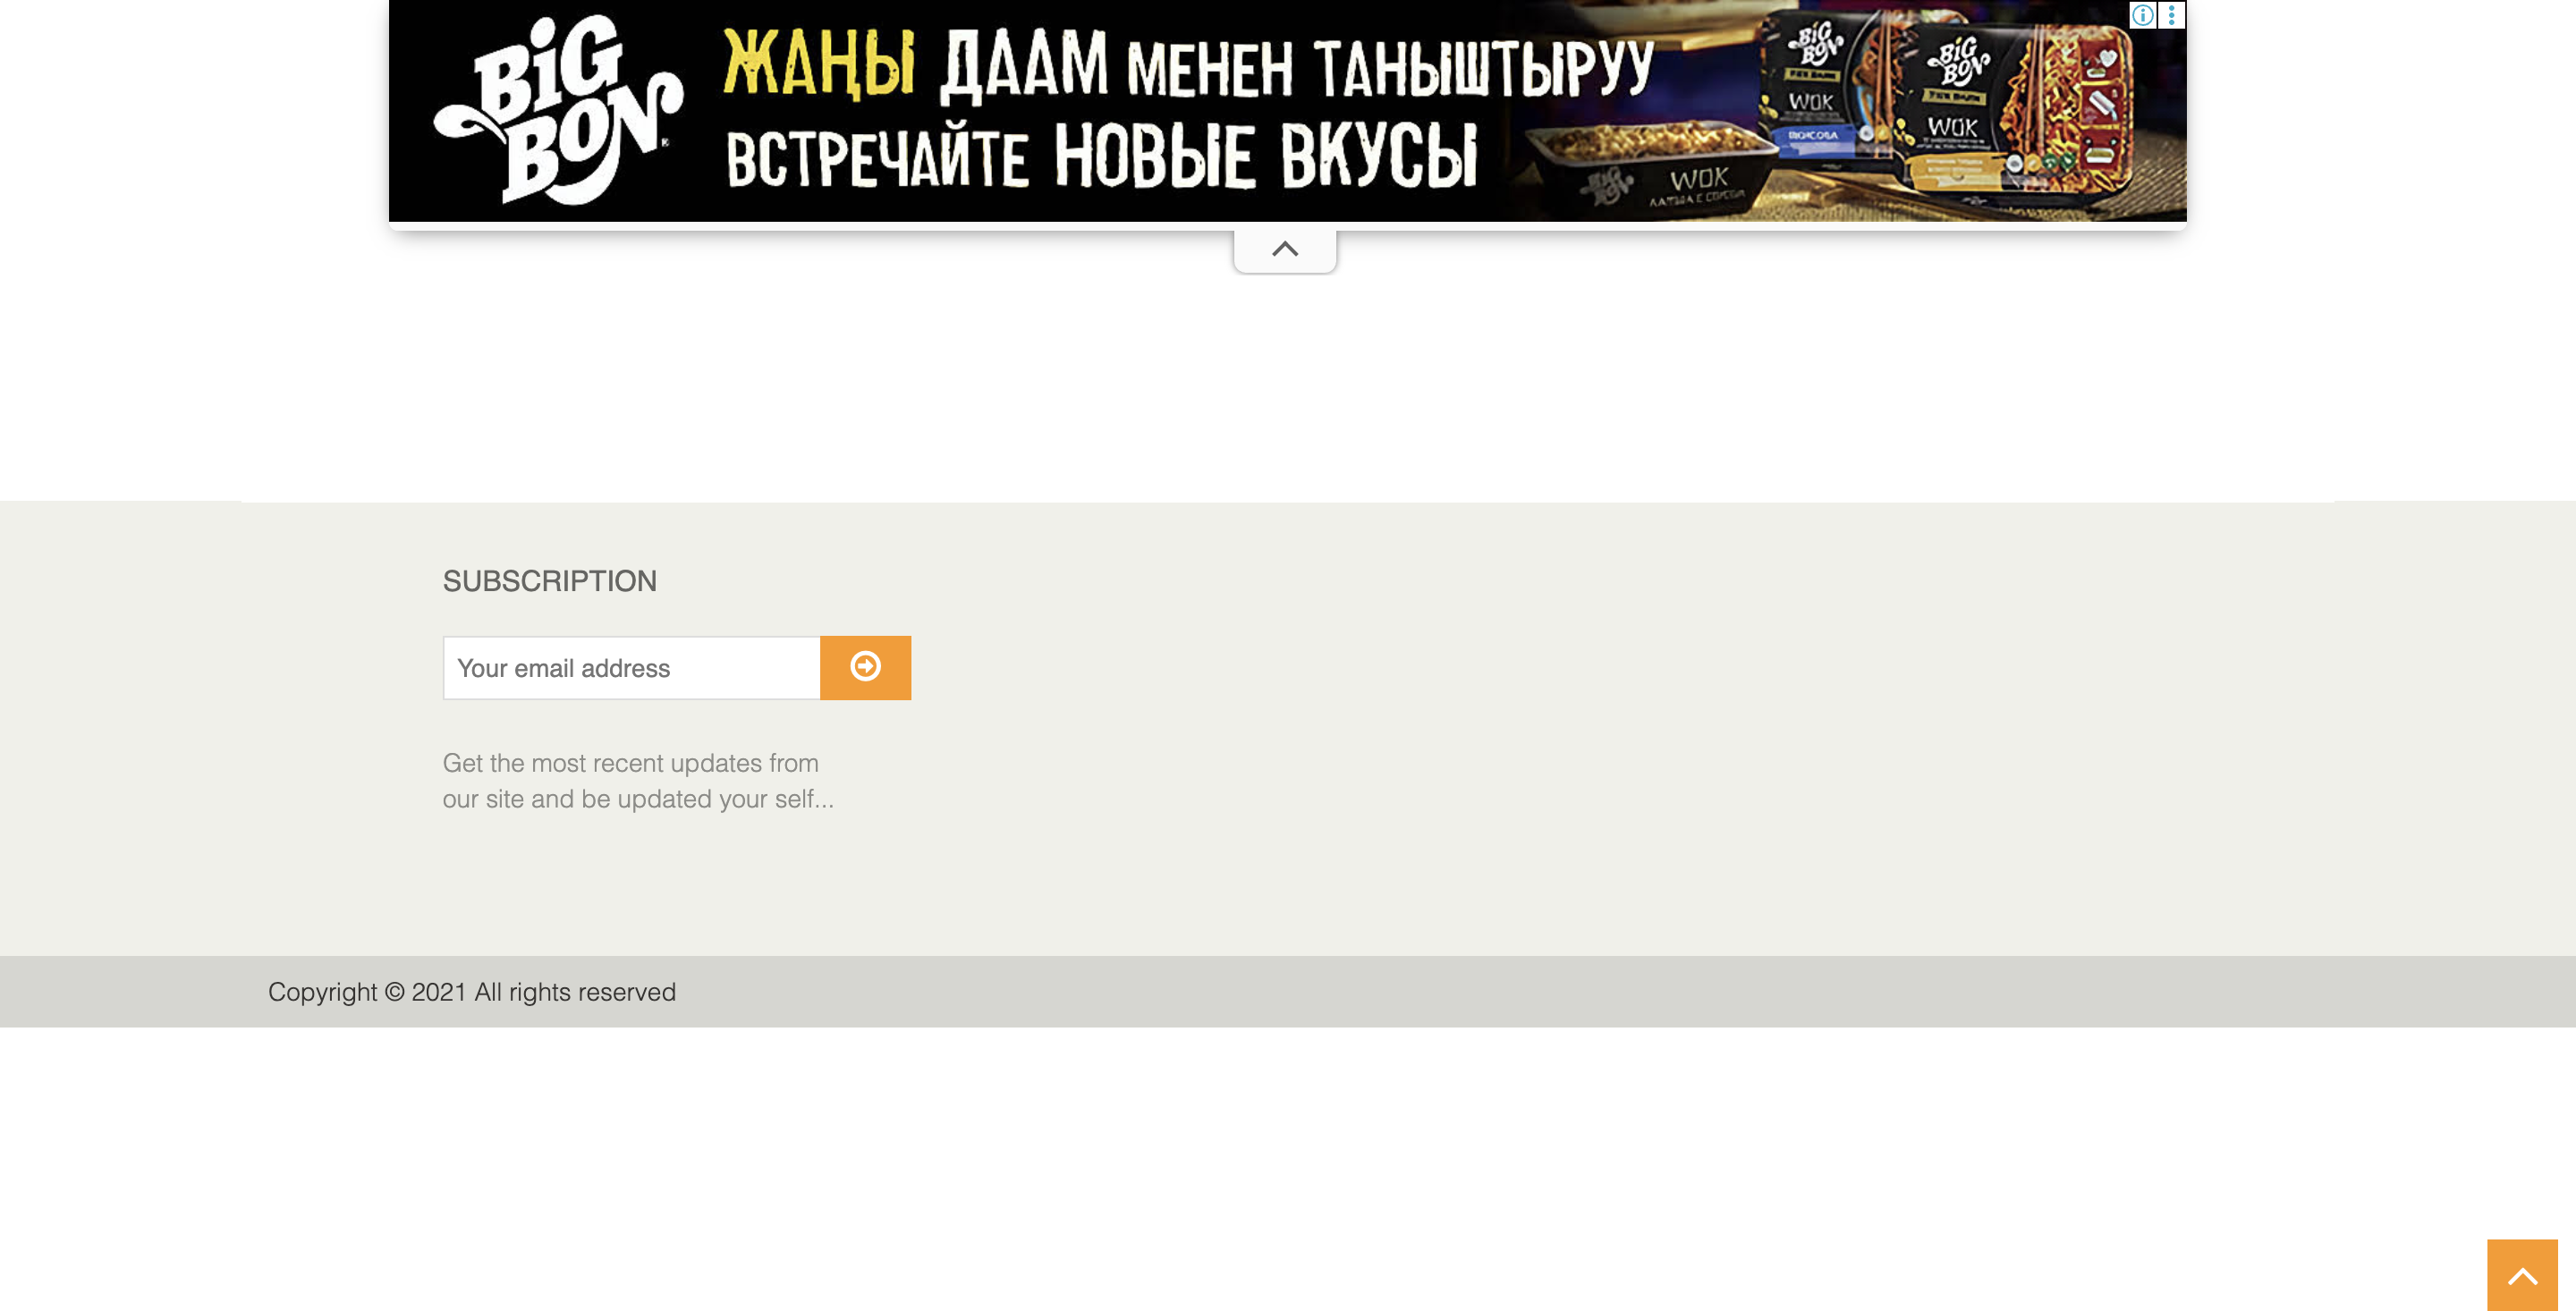 BIG BON
ЖАҢЫ ДААМ МЕНЕН ТАНЫШТЫРУУ
ВСТРЕЧАЙТЕ НОВЫЕ ВКУСЫ
BIG BON
WOK
BIG BON
WOK
BIG BON
WOK
SUBSCRIPTION
Your email address
Get the most recent updates from
our site and be updated your self...
Copyright © 2021 All rights reserved